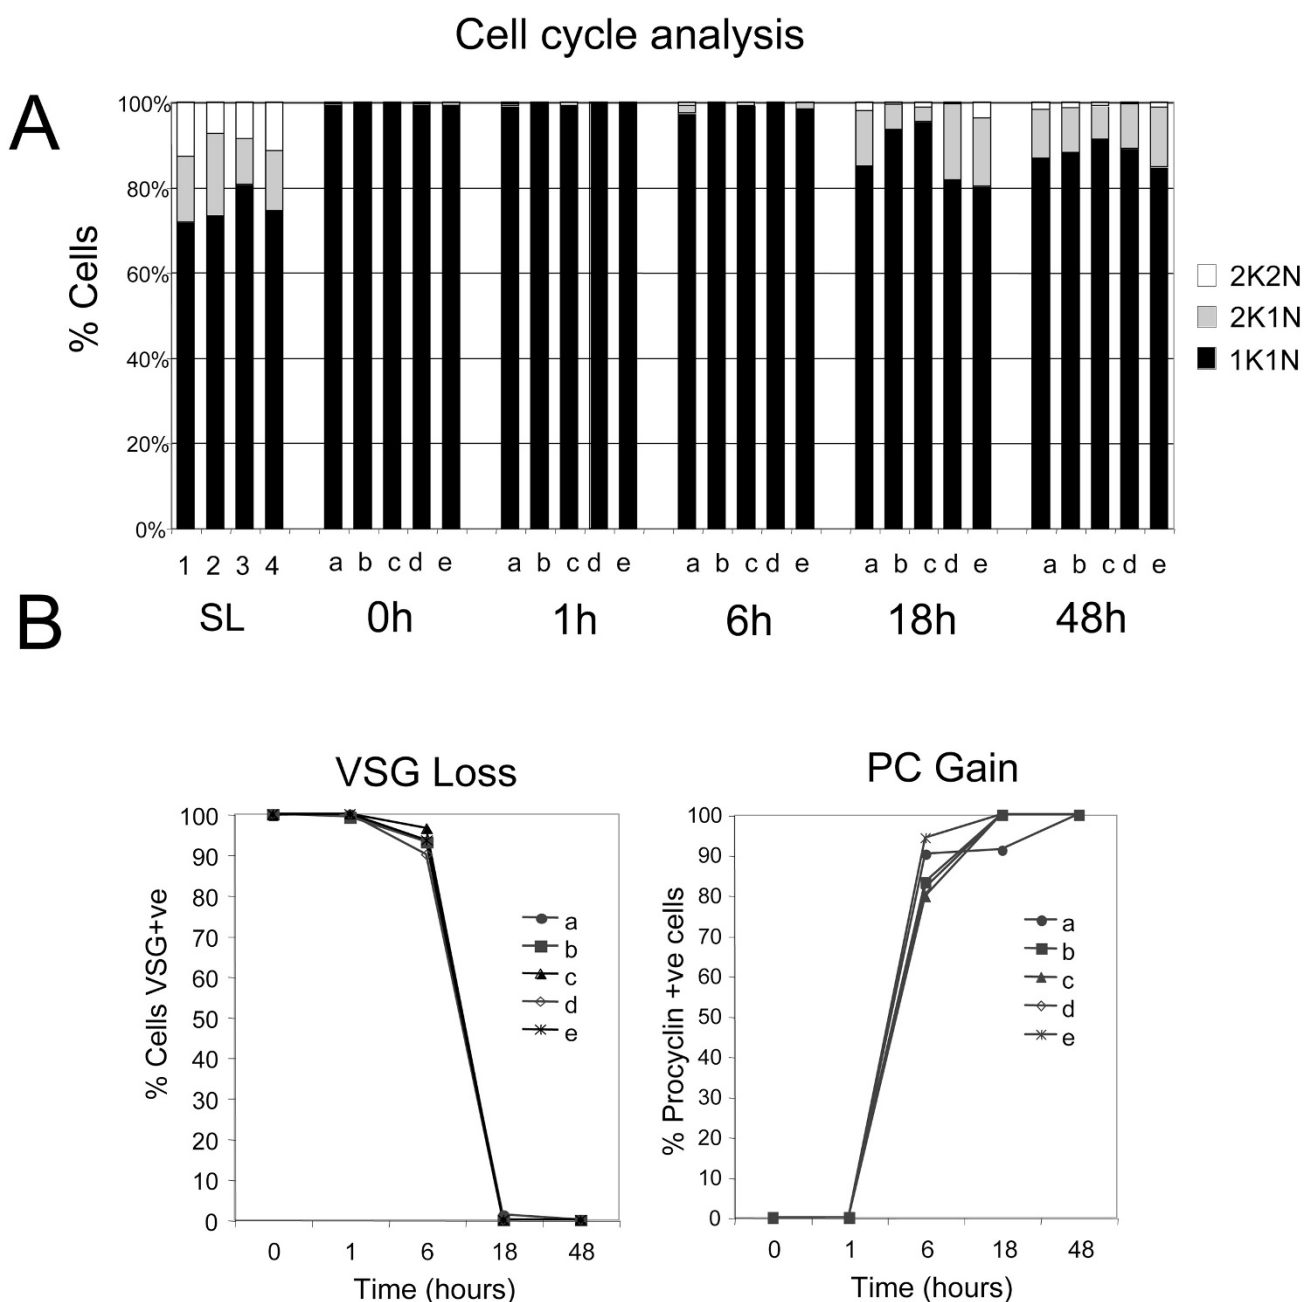 Cell cycle analysis
A
100%
80%
60%
40%
20%
0%
% Cells
2K2N
2K1N
1K1N
1 2 3 4 a b c d e a b c d e a b c d e a b c d e a b c d e
SL 0h 1h 6h 18h 48h
B
VSG Loss
100
90
80
70
60
50
40
30
20
10
0
% Cells VSG+ve
a
b
c
d
e
0 1 6 18 48
Time (hours)
PC Gain
100
90
80
70
60
50
40
30
20
10
0
% Procyclin +ve cells
a
b
c
d
e
0 1 6 18 48
Time (hours)